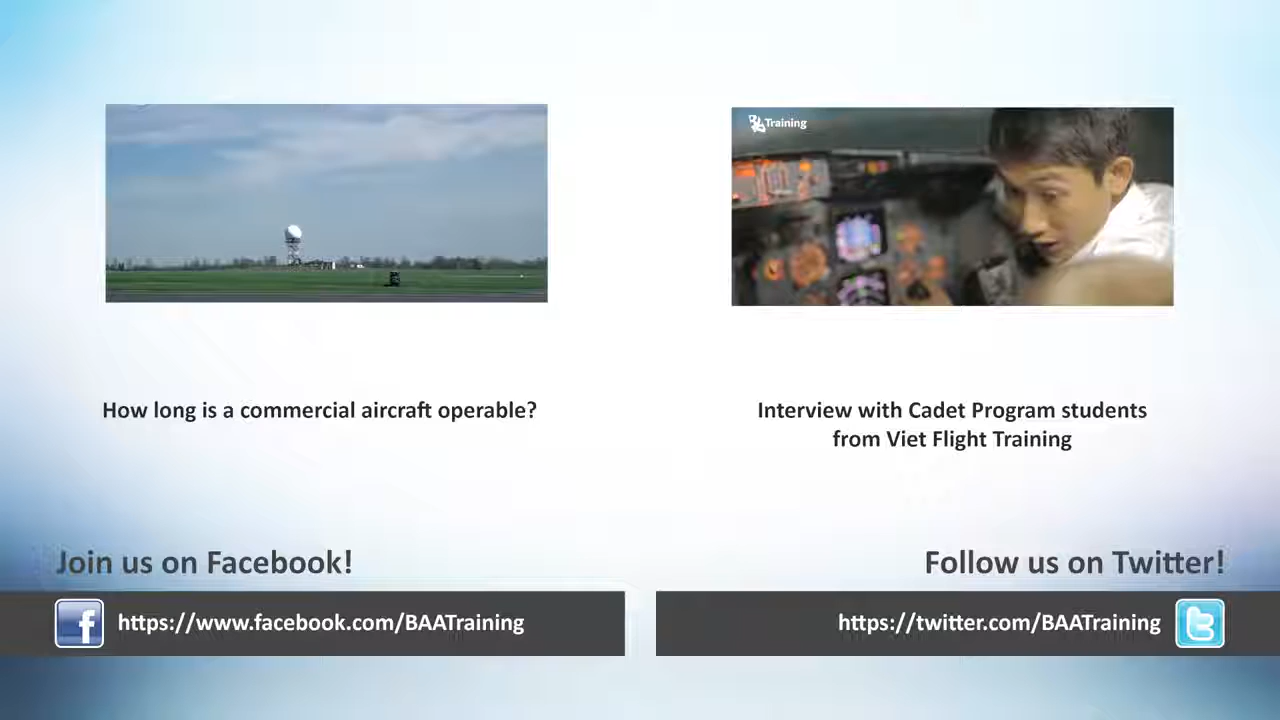 Training
How long is a commercial aircraft operable?
Interview with Cadet Program students
from Viet Flight Training
Join us on Facebook!
Follow us on Twitter!
https://www.facebook.com/BAATraining
https://twitter.com/BAATraining